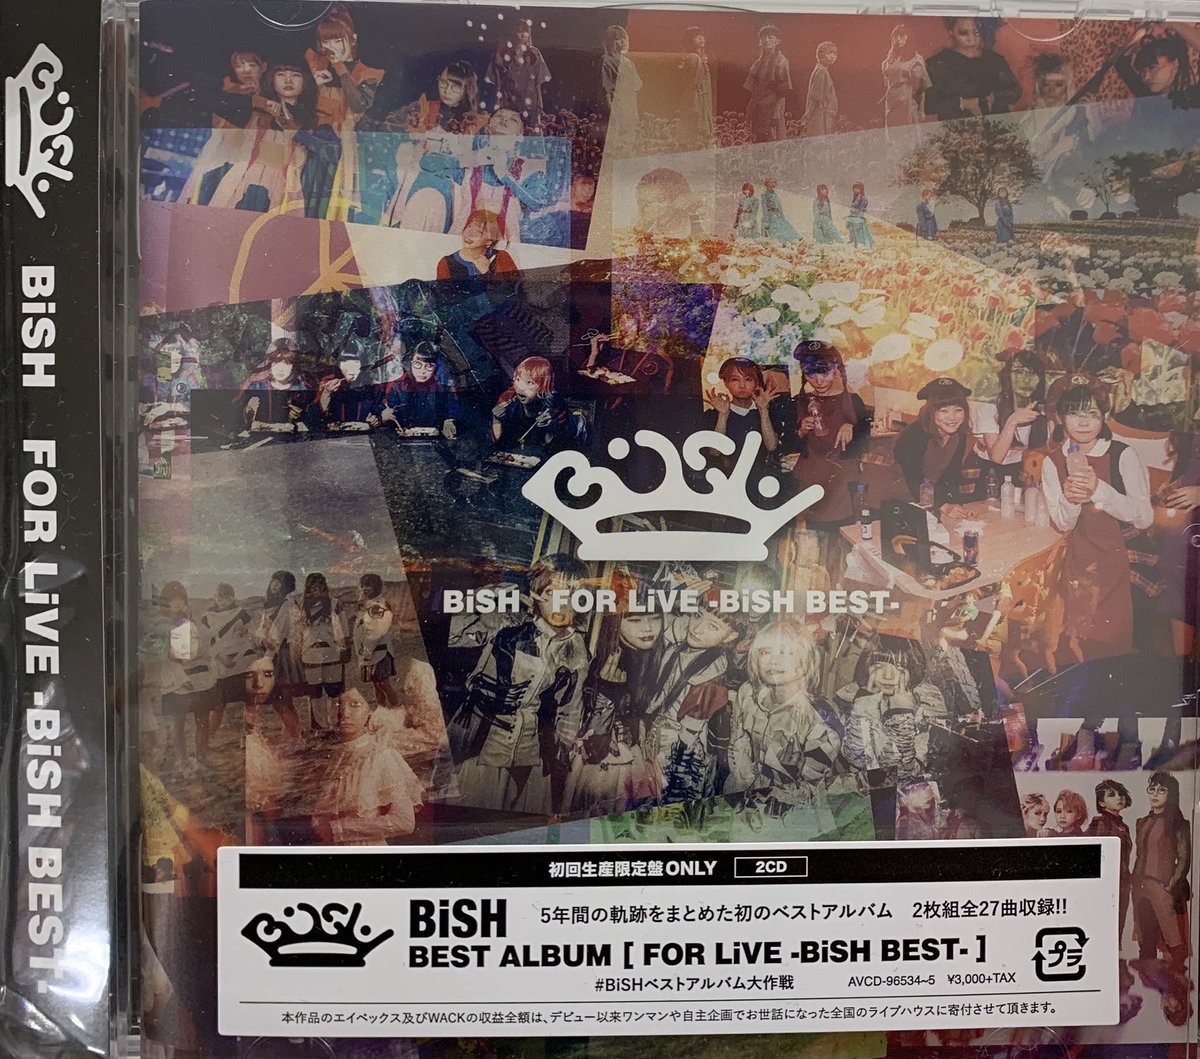 BiSH
BiSH FOR LiVE -BiSH BEST-
BiSH
BiSH FOR LiVE -BiSH BEST-
初回生産限定盤ONLY 2CD
BiSH
BiSH 5年間の軌跡をまとめた初のベストアルバム 2枚組全27曲収録!!
BEST ALBUM [ FOR LiVE -BiSH BEST- ]
#BiSHベストアルバム大作戦 AVCD-96534~5 ¥3,000+TAX
プラ
本作品のエイベックス及びWACKの収益全額は、デビュー以来ワンマンや自主企画でお世話になった全国のライブハウスに寄付させて頂きます。